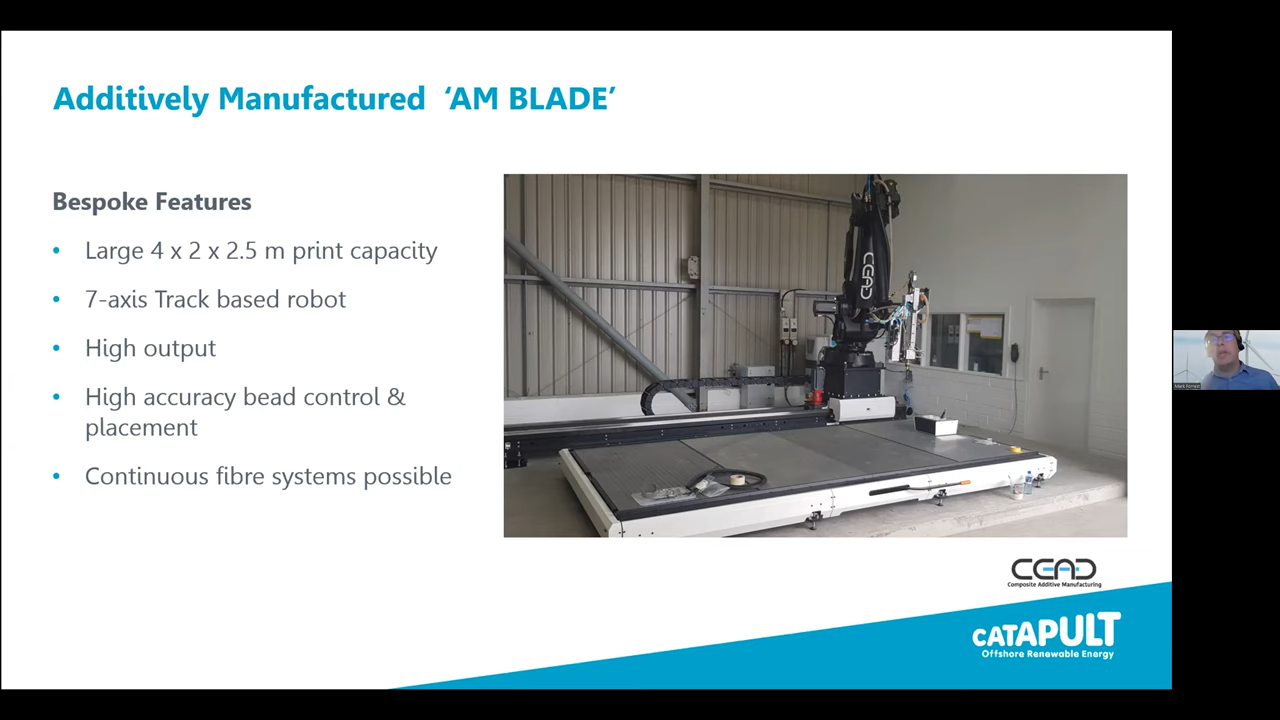 Additively Manufactured ‘AM BLADE’
Bespoke Features
• Large 4 x 2 x 2.5 m print capacity
• 7-axis Track based robot
• High output
• High accuracy bead control &
placement
• Continuous fibre systems possible
CEAD
CEAD
Composite Additive Manufacturing
CATAPULT
Offshore Renewable Energy